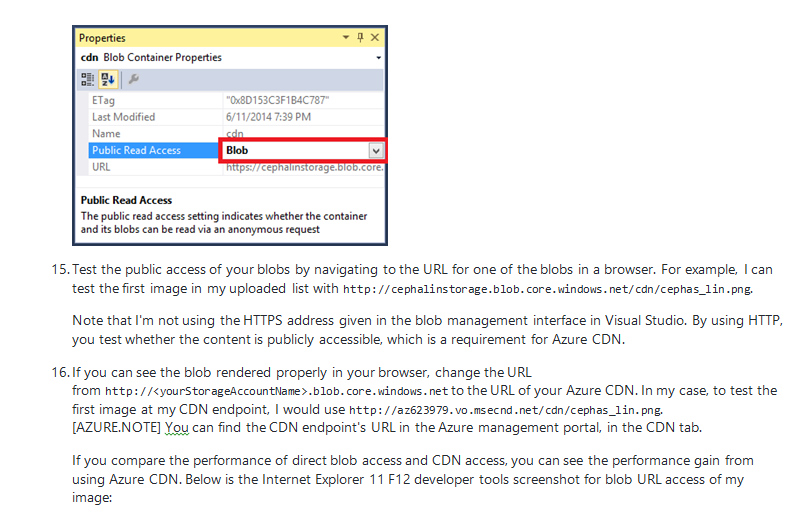 Properties
cdn Blob Container Properties
ETag "0x8D153C3F1B4C787"
Last Modified 6/11/2014 7:39 PM
Name cdn
Public Read Access Blob
URL https://cephalinstorage.blob.core.
Public Read Access
The public read access setting indicates whether the container
and its blobs can be read via an anonymous request
15. Test the public access of your blobs by navigating to the URL for one of the blobs in a browser. For example, I can
test the first image in my uploaded list with http://cephalinstorage.blob.core.windows.net/cdn/cephas_lin.png.
Note that I'm not using the HTTPS address given in the blob management interface in Visual Studio. By using HTTP,
you test whether the content is publicly accessible, which is a requirement for Azure CDN.
16. If you can see the blob rendered properly in your browser, change the URL
from http://<yourStorageAccountName>.blob.core.windows.net to the URL of your Azure CDN. In my case, to test the
first image at my CDN endpoint, I would use http://az623979.vo.msecnd.net/cdn/cephas_lin.png.
[AZURE.NOTE] You can find the CDN endpoint's URL in the Azure management portal, in the CDN tab.
If you compare the performance of direct blob access and CDN access, you can see the performance gain from
using Azure CDN. Below is the Internet Explorer 11 F12 developer tools screenshot for blob URL access of my
image: